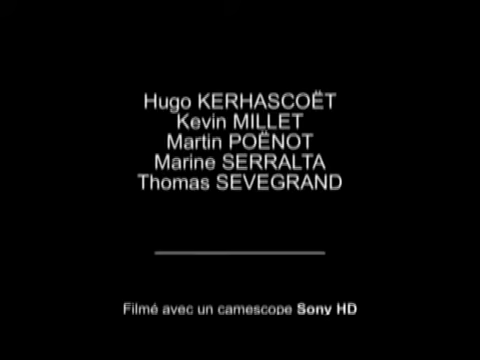 Hugo KERHASCOËT
Kevin MILLET
Martin POËNOT
Marine SERRALTA
Thomas SEVEGRAND
Filmé avec un camescope Sony HD